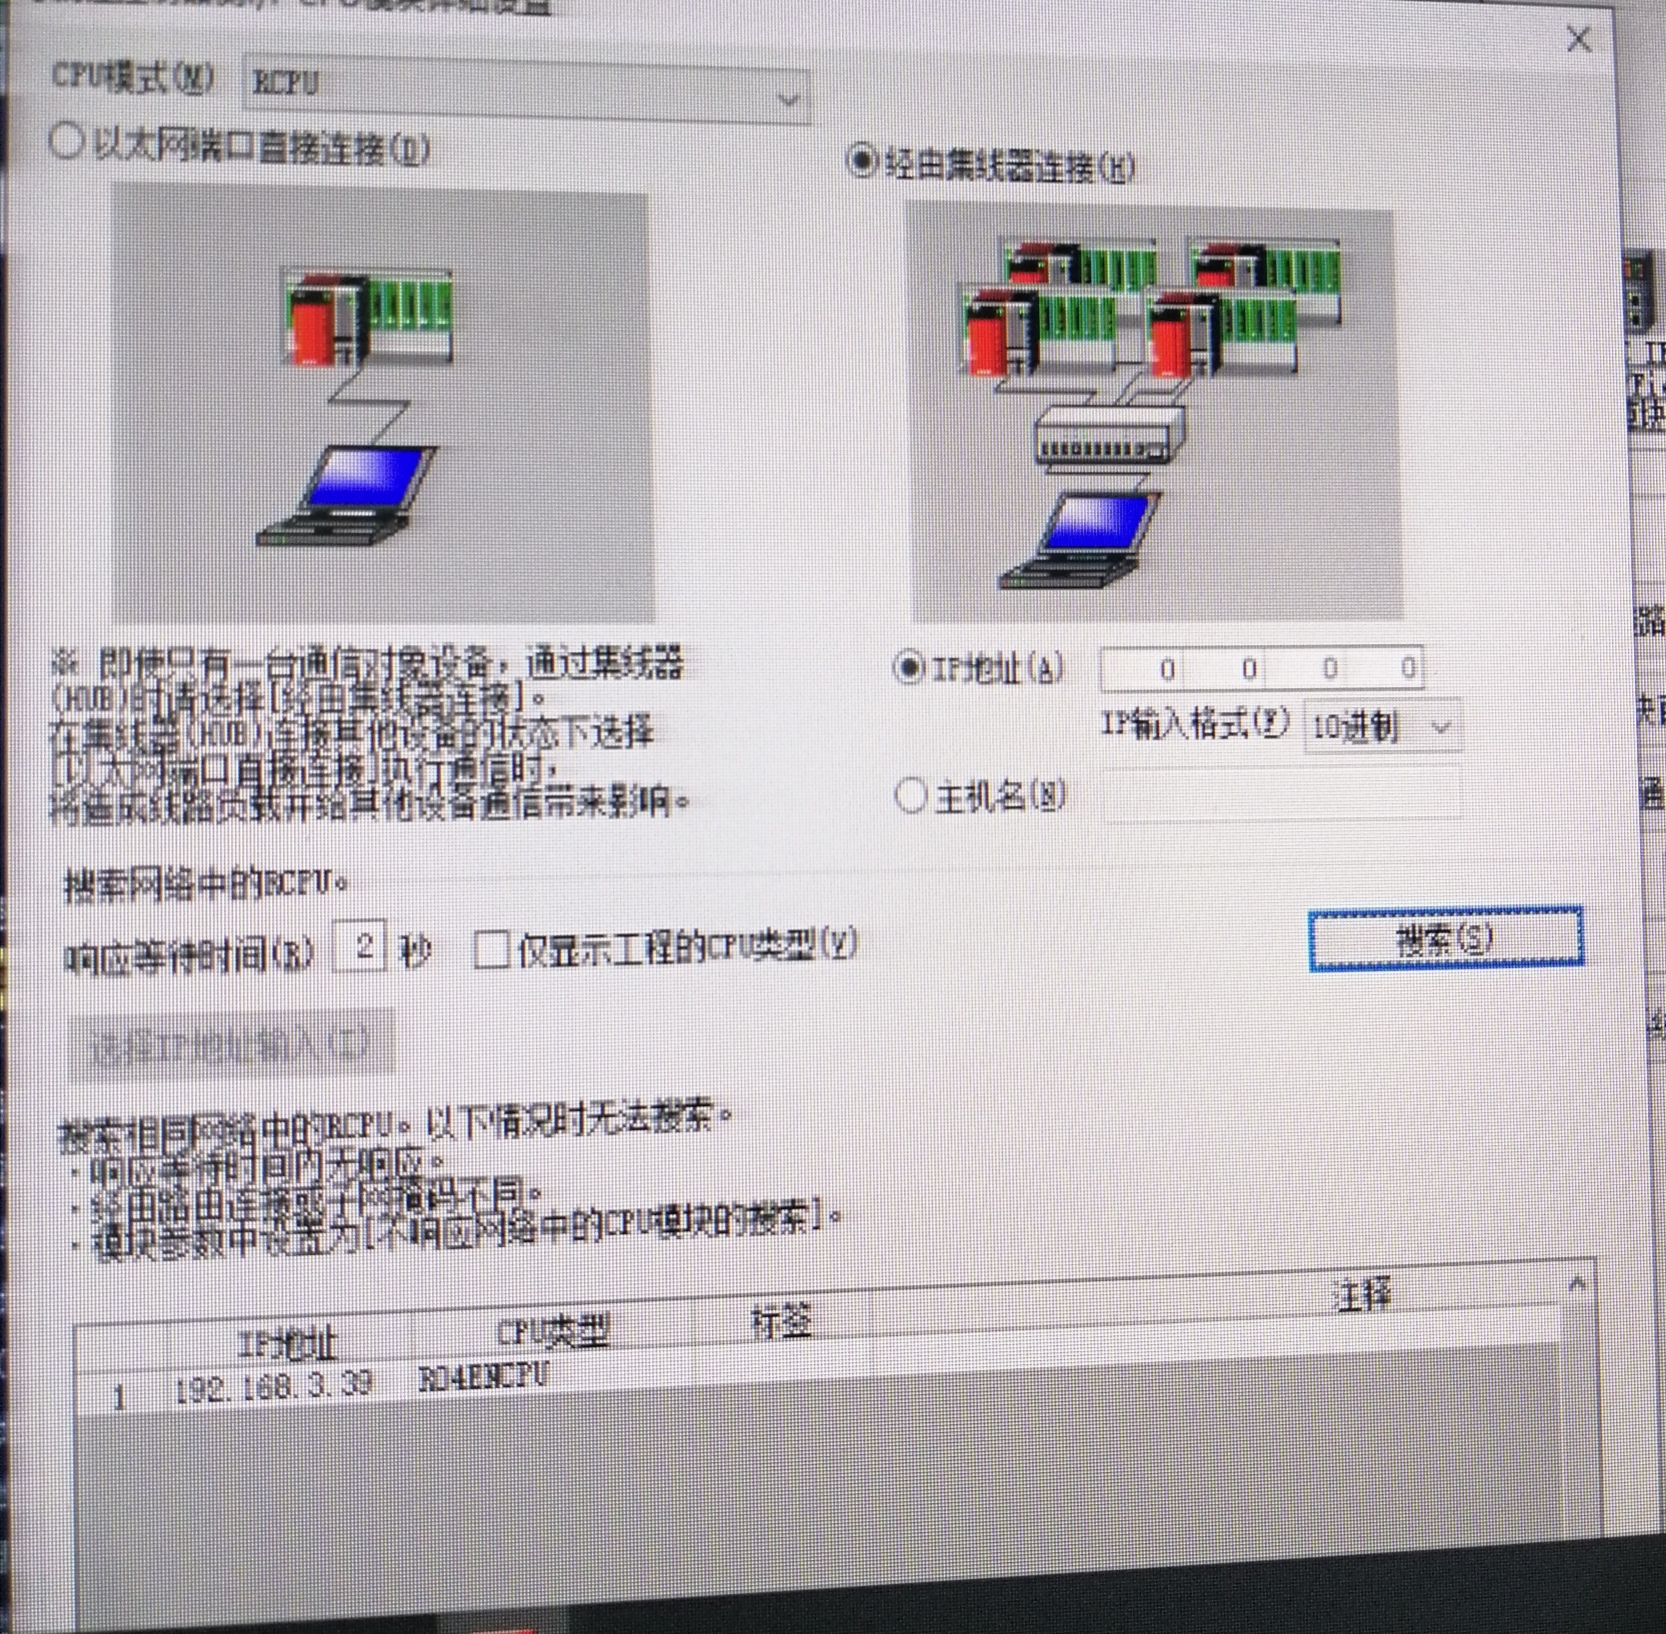 CPU模式(M) RCPU
以太网端口直接连接(D)
经由集线器连接(H)
※ 即使只有一台通信对象设备，通过集线器
(HUB)时请选择[经由集线器连接]。
在集线器(HUB)连接其他设备的状态下选择
[以太网端口直接连接]执行通信时，
将造成线路负载并给其他设备通信带来影响。
IP地址(A) 0 0 0 0
IP输入格式(F) 10进制
主机名(N)
搜索网络中的RCPU。
响应等待时间(R) 2 秒 仅显示工程的CPU类型(Y)
搜索(S)
选择IP地址输入(I)
搜索相同网络中的RCPU。以下情况时无法搜索。
·响应等待时间内无响应。
·经由路由连接或子网掩码不同。
·模块参数中设置为[不响应网络中的CPU模块的搜索]。
IP地址 CPU类型 标签 注释
1 192.168.3.39 R04ENCPU